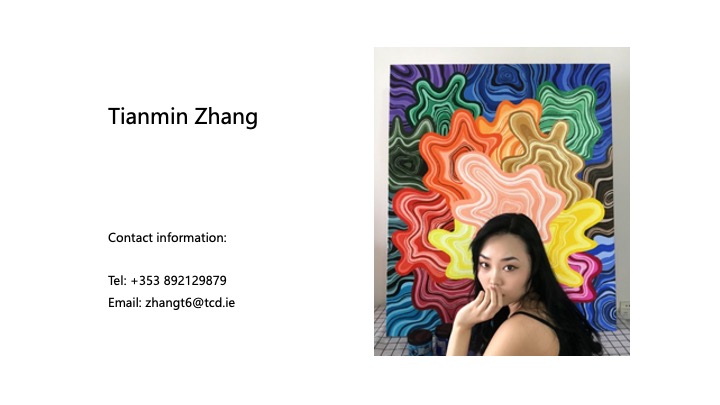 Tianmin Zhang
Contact information:
Tel: +353 892129879
Email: zhangt6@tcd.ie